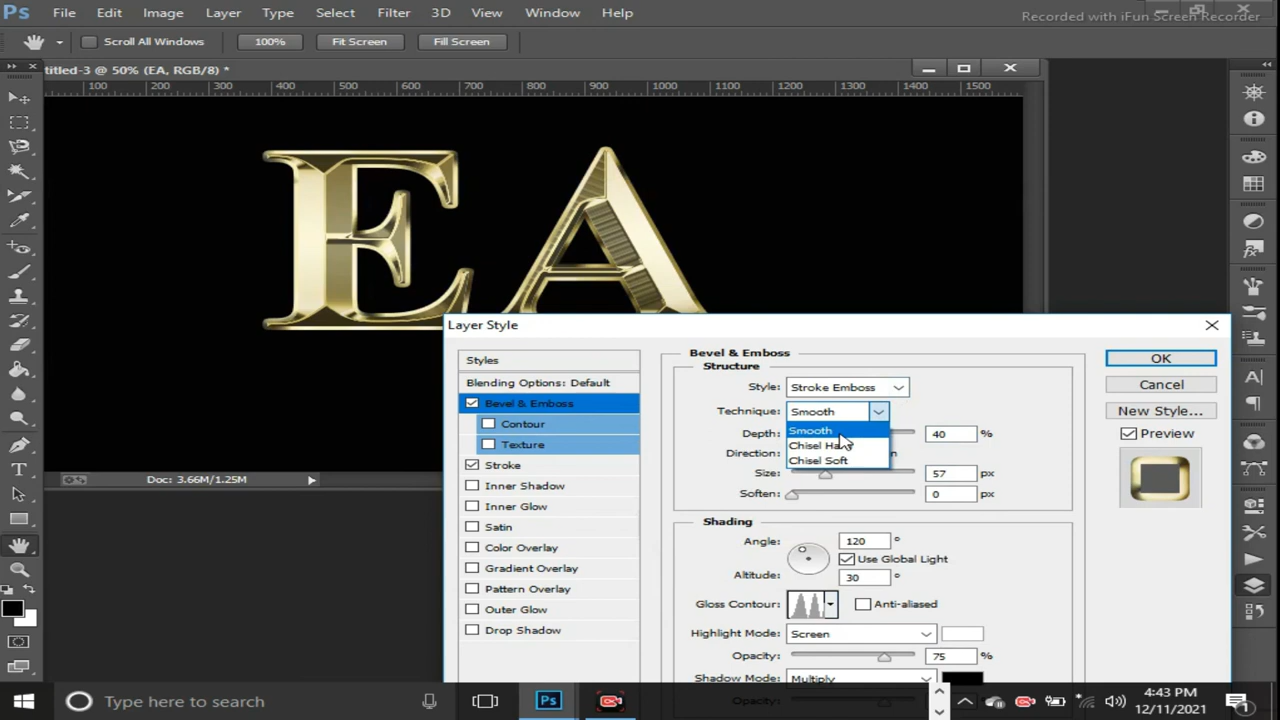 Ps File Edit Image Layer Type Select Filter 3D View Window Help
Recorded with iFun Screen Recorder
Scroll All Windows 100% Fit Screen Fill Screen
ntitled-3 @ 50% (EA, RGB/8) *
100 200 300 400 500 600 700 800 900 1000 1100 1200 1300 1400 1500
EA
Layer Style
Styles
Blending Options: Default
Bevel & Emboss
Contour
Texture
Stroke
Inner Shadow
Inner Glow
Satin
Color Overlay
Gradient Overlay
Pattern Overlay
Outer Glow
Drop Shadow
Bevel & Emboss
Structure
Style: Stroke Emboss
Technique: Smooth
Smooth
Chisel Ha
Chisel Soft
Depth: 40 %
Direction: n
Size: 57 px
Soften: 0 px
Shading
Angle: 120 °
Use Global Light
Altitude: 30 °
Gloss Contour: Anti-aliased
Highlight Mode: Screen
Opacity: 75 %
Shadow Mode: Multiply
Opacity:
OK
Cancel
New Style...
Preview
Doc: 3.66M/1.25M
Type here to search
Ps
4:43 PM
12/11/2021
1